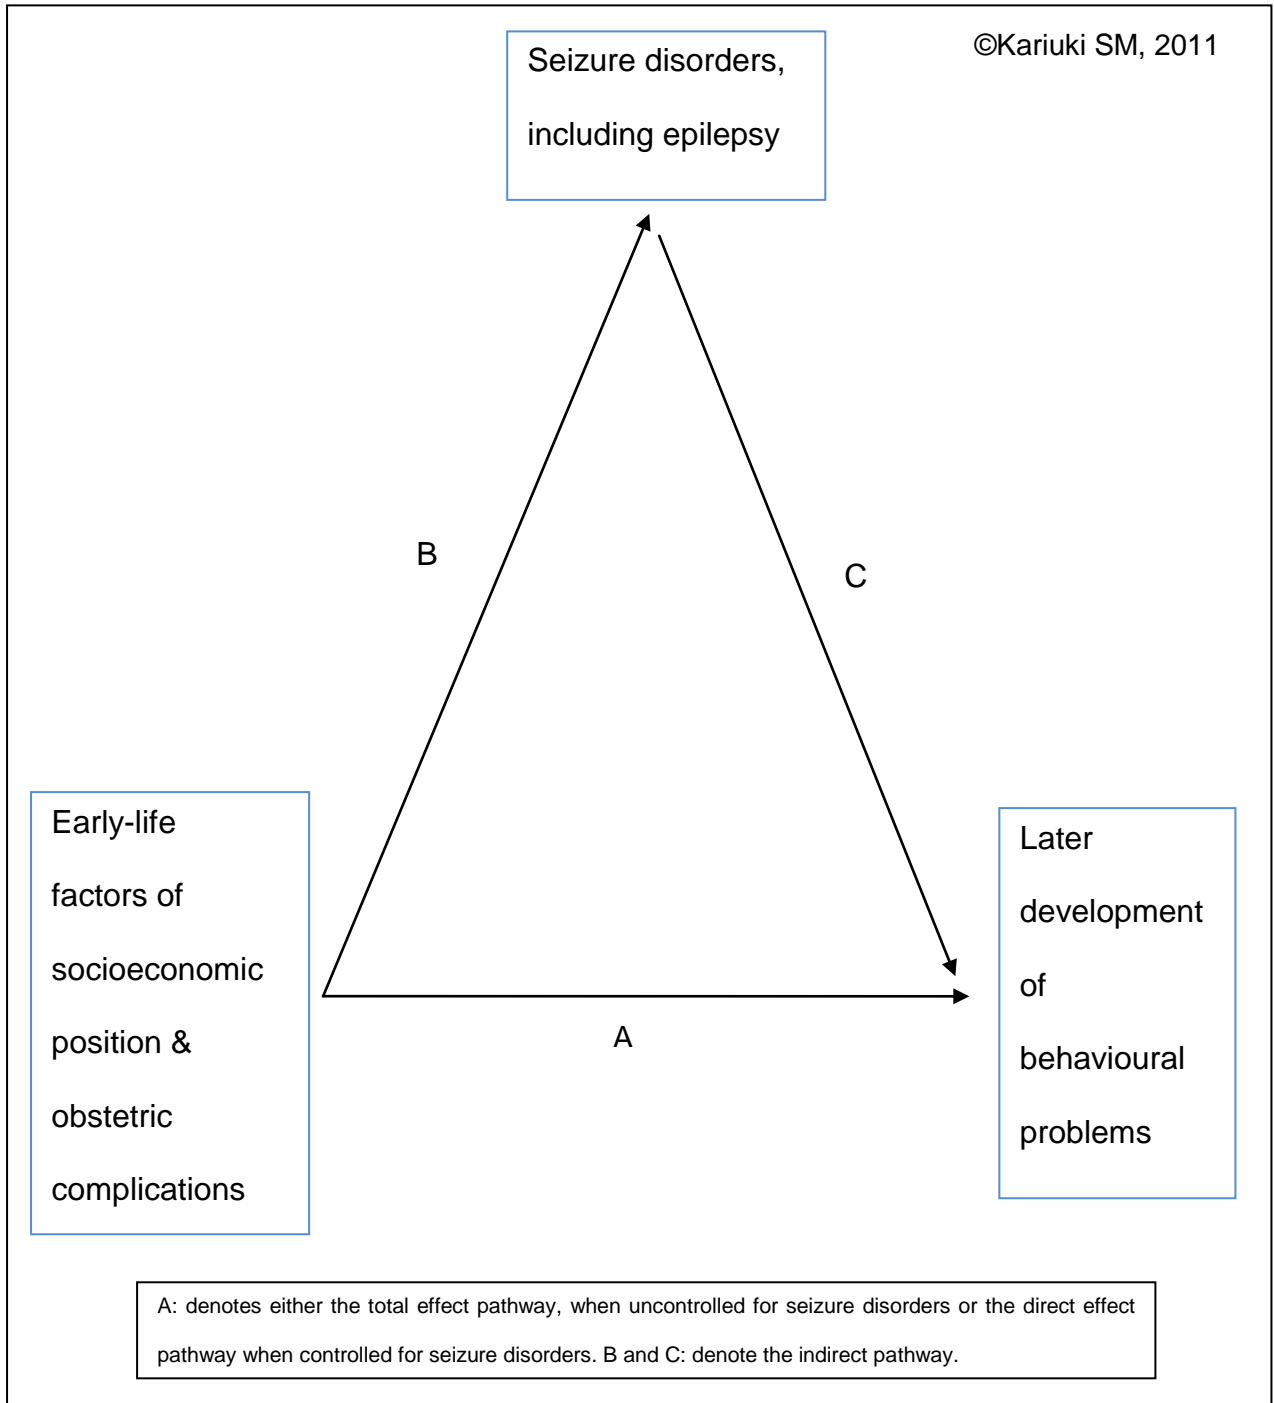 ©Kariuki SM, 2011
Seizure disorders,
including epilepsy
B
C
Early-life
factors of
socioeconomic
position &
obstetric
complications
Later
development
of
behavioural
problems
A
A: denotes either the total effect pathway, when uncontrolled for seizure disorders or the direct effect
pathway when controlled for seizure disorders. B and C: denote the indirect pathway.